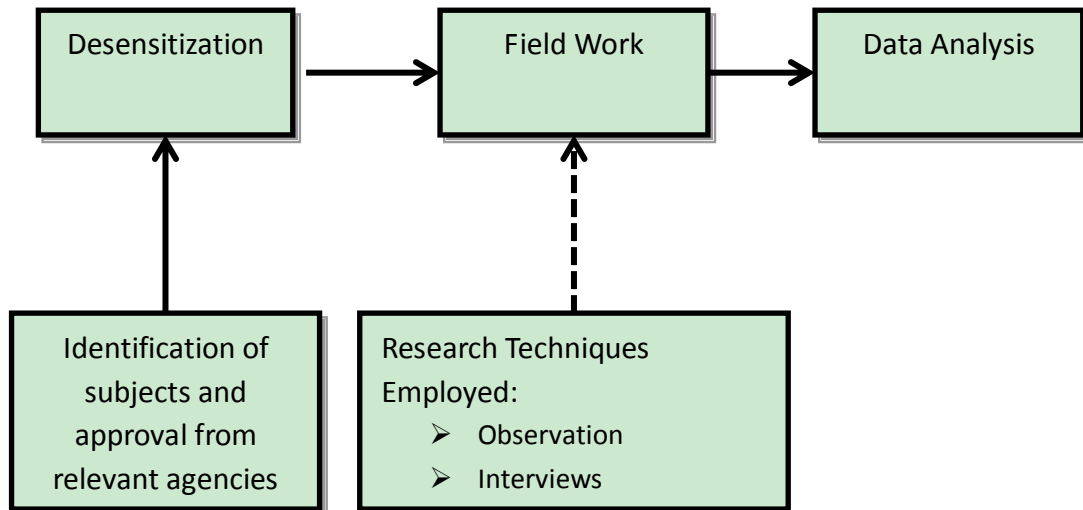 Desensitization
Field Work
Data Analysis
Identification of
subjects and
approval from
relevant agencies
Research Techniques
Employed:
➢ Observation
➢ Interviews